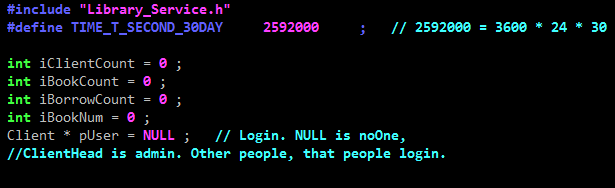 #include "Library_Service.h"
#define TIME_T_SECOND_30DAY     2592000     ;   // 2592000 = 3600 * 24 * 30
int iClientCount = 0 ;
int iBookCount = 0 ;
int iBorrowCount = 0 ;
int iBookNum = 0 ;
Client * pUser = NULL ;   // Login. NULL is noOne,
//ClientHead is admin. Other people, that people login.